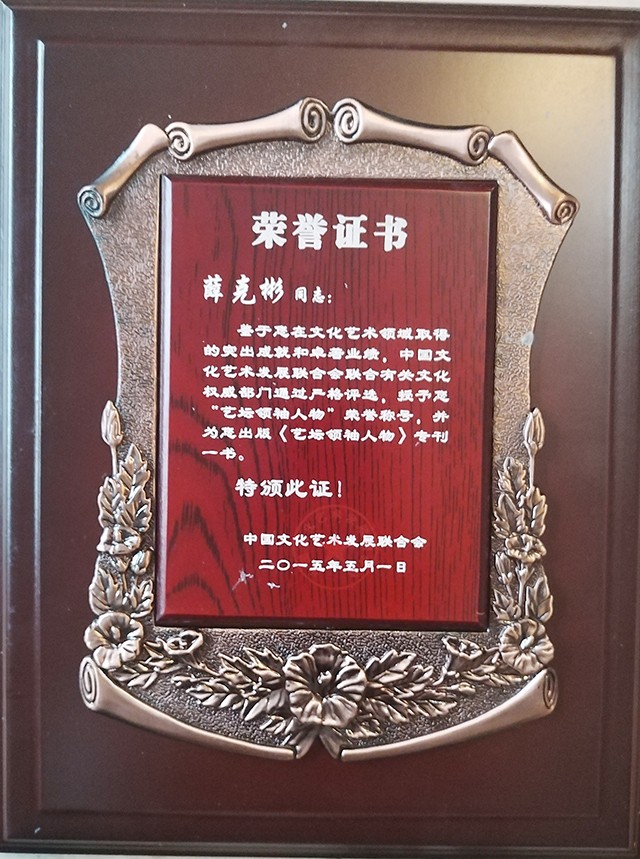 荣誉证书
薛克彬 同志：
鉴于您在文化艺术领域取得
的突出成就和卓著业绩，中国文
化艺术发展联合会联合有关文化
权威部门通过严格评选，授予您
“艺坛领袖人物”荣誉称号，并
为您出版《艺坛领袖人物》专刊
一书。
特颁此证！
中国文化艺术发展联合会
二〇一五年五月一日